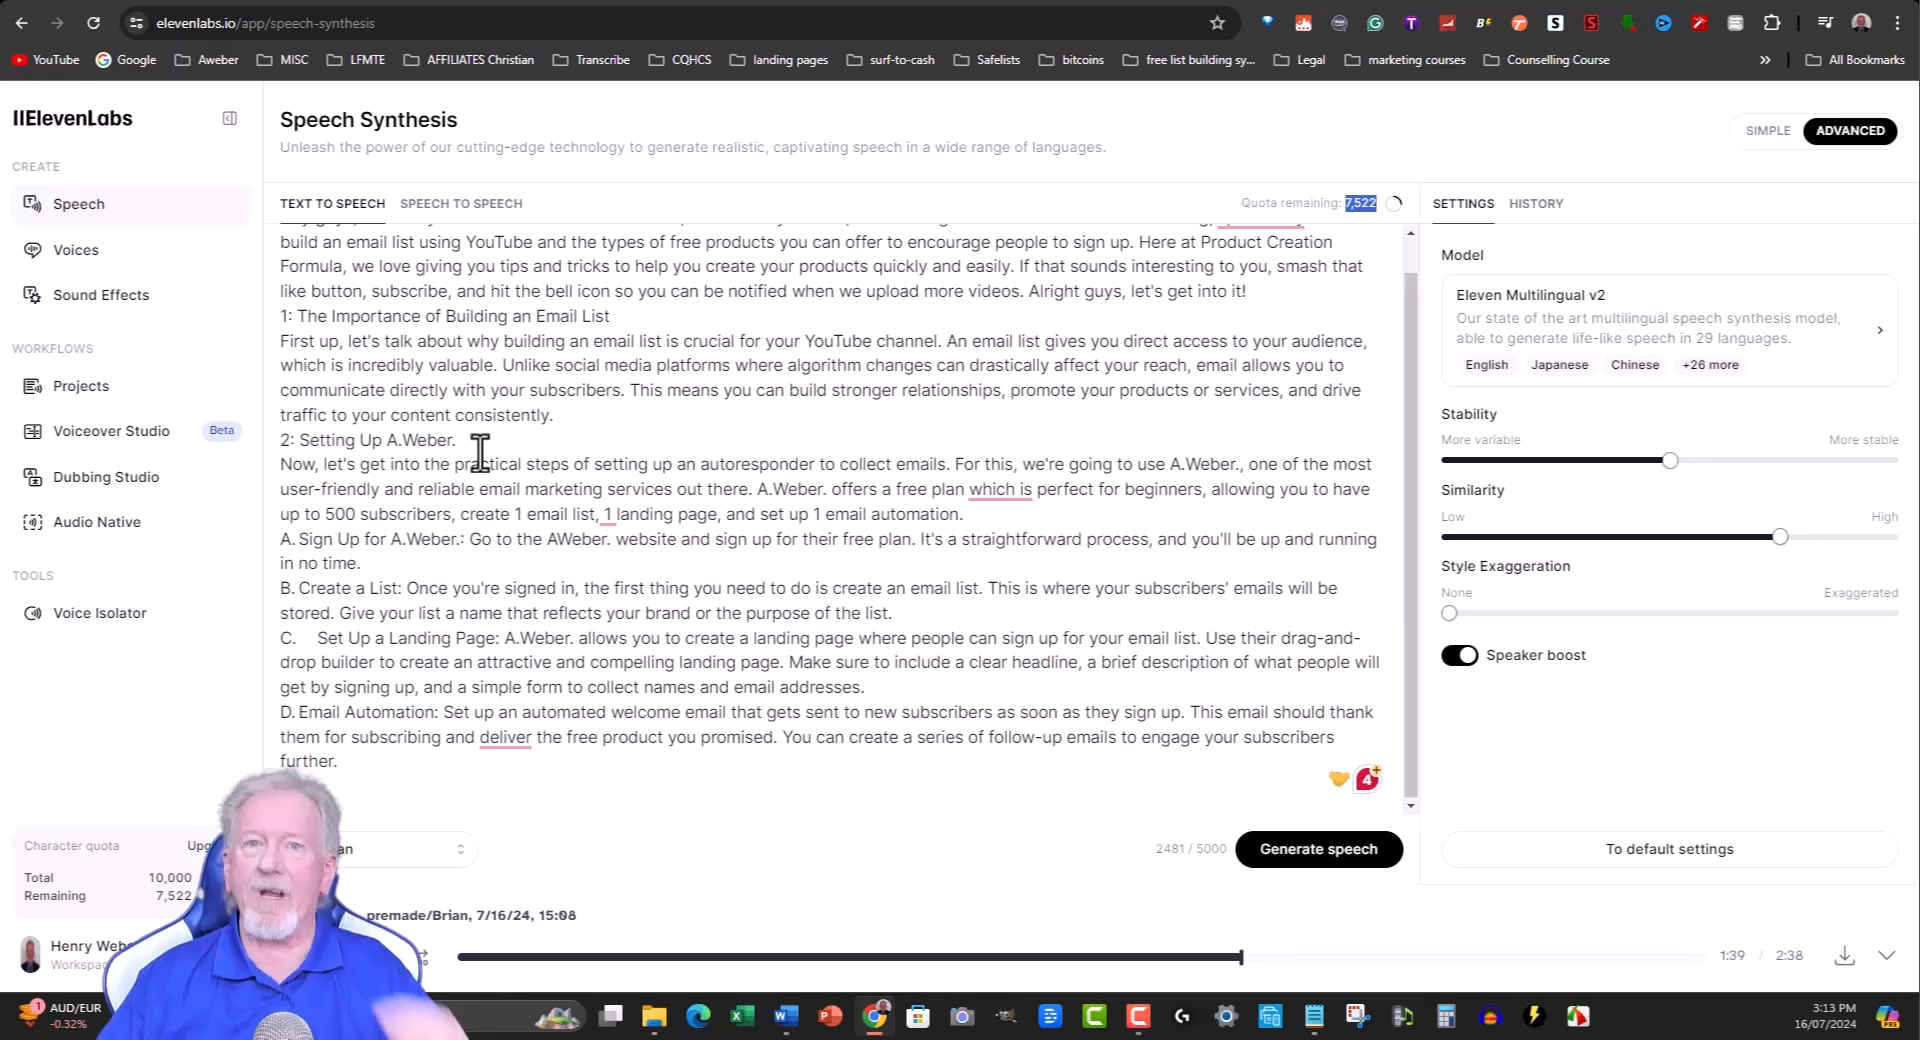 elevenlabs.io/app/speech-synthesis
YouTube Google Aweber MISC LFMTE AFFILIATES Christian Transcribe CQHCS landing pages surf-to-cash Safelists bitcoins free list building sy... Legal marketing courses Counselling Course » All Bookmarks
IIElevenLabs
CREATE
Speech
Voices
Sound Effects
WORKFLOWS
Projects
Voiceover Studio Beta
Dubbing Studio
Audio Native
TOOLS
Voice Isolator
Character quota
Total 10,000
Remaining 7,522
Henry
Speech Synthesis
Unleash the power of our cutting-edge technology to generate realistic, captivating speech in a wide range of languages.
SIMPLE ADVANCED
TEXT TO SPEECH SPEECH TO SPEECH Quota remaining: 7,522
build an email list using YouTube and the types of free products you can offer to encourage people to sign up. Here at Product Creation
Formula, we love giving you tips and tricks to help you create your products quickly and easily. If that sounds interesting to you, smash that
like button, subscribe, and hit the bell icon so you can be notified when we upload more videos. Alright guys, let's get into it!
1: The Importance of Building an Email List
First up, let's talk about why building an email list is crucial for your YouTube channel. An email list gives you direct access to your audience,
which is incredibly valuable. Unlike social media platforms where algorithm changes can drastically affect your reach, email allows you to
communicate directly with your subscribers. This means you can build stronger relationships, promote your products or services, and drive
traffic to your content consistently.
2: Setting Up A.Weber.
Now, let's get into the practical steps of setting up an autoresponder to collect emails. For this, we're going to use A.Weber., one of the most
user-friendly and reliable email marketing services out there. A.Weber. offers a free plan which is perfect for beginners, allowing you to have
up to 500 subscribers, create 1 email list, 1 landing page, and set up 1 email automation.
A. Sign Up for A.Weber.: Go to the AWeber. website and sign up for their free plan. It's a straightforward process, and you'll be up and running
in no time.
B. Create a List: Once you're signed in, the first thing you need to do is create an email list. This is where your subscribers' emails will be
stored. Give your list a name that reflects your brand or the purpose of the list.
C. Set Up a Landing Page: A.Weber. allows you to create a landing page where people can sign up for your email list. Use their drag-and-
drop builder to create an attractive and compelling landing page. Make sure to include a clear headline, a brief description of what people will
get by signing up, and a simple form to collect names and email addresses.
D. Email Automation: Set up an automated welcome email that gets sent to new subscribers as soon as they sign up. This email should thank
them for subscribing and deliver the free product you promised. You can create a series of follow-up emails to engage your subscribers
further.
4
2481 / 5000 Generate speech
SETTINGS HISTORY
Model
Eleven Multilingual v2
Our state of the art multilingual speech synthesis model,
able to generate life-like speech in 29 languages.
English Japanese Chinese +26 more
Stability
More variable More stable
Similarity
Low High
Style Exaggeration
None Exaggerated
Speaker boost
To default settings
premade/Brian, 7/16/24, 15:08
1:39 / 2:38
1
AUD/EUR
-0.32%
3:13 PM
16/07/2024